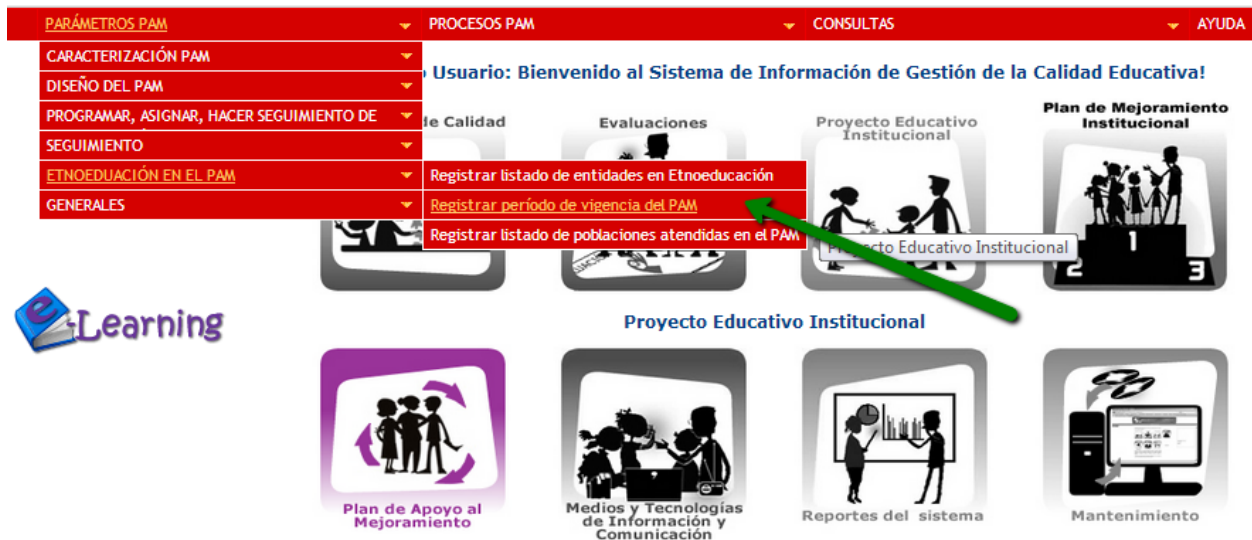 PARÁMETROS PAM
PROCESOS PAM
CONSULTAS
AYUDA
CARACTERIZACIÓN PAM
DISEÑO DEL PAM
PROGRAMAR, ASIGNAR, HACER SEGUIMIENTO DE
SEGUIMIENTO
ETNOEDUACIÓN EN EL PAM
GENERALES
Registrar listado de entidades en Etnoeducación
Registrar período de vigencia del PAM
Registrar listado de poblaciones atendidas en el PAM
Usuario: Bienvenido al Sistema de Información de Gestión de la Calidad Educativa!
de Calidad
Evaluaciones
Proyecto Educativo
Institucional
Plan de Mejoramiento
Institucional
1
2
3
Proyecto Educativo Institucional
e-Learning
Proyecto Educativo Institucional
Plan de Apoyo al
Mejoramiento
Medios y Tecnologías
de Información y
Comunicación
Reportes del sistema
Mantenimiento